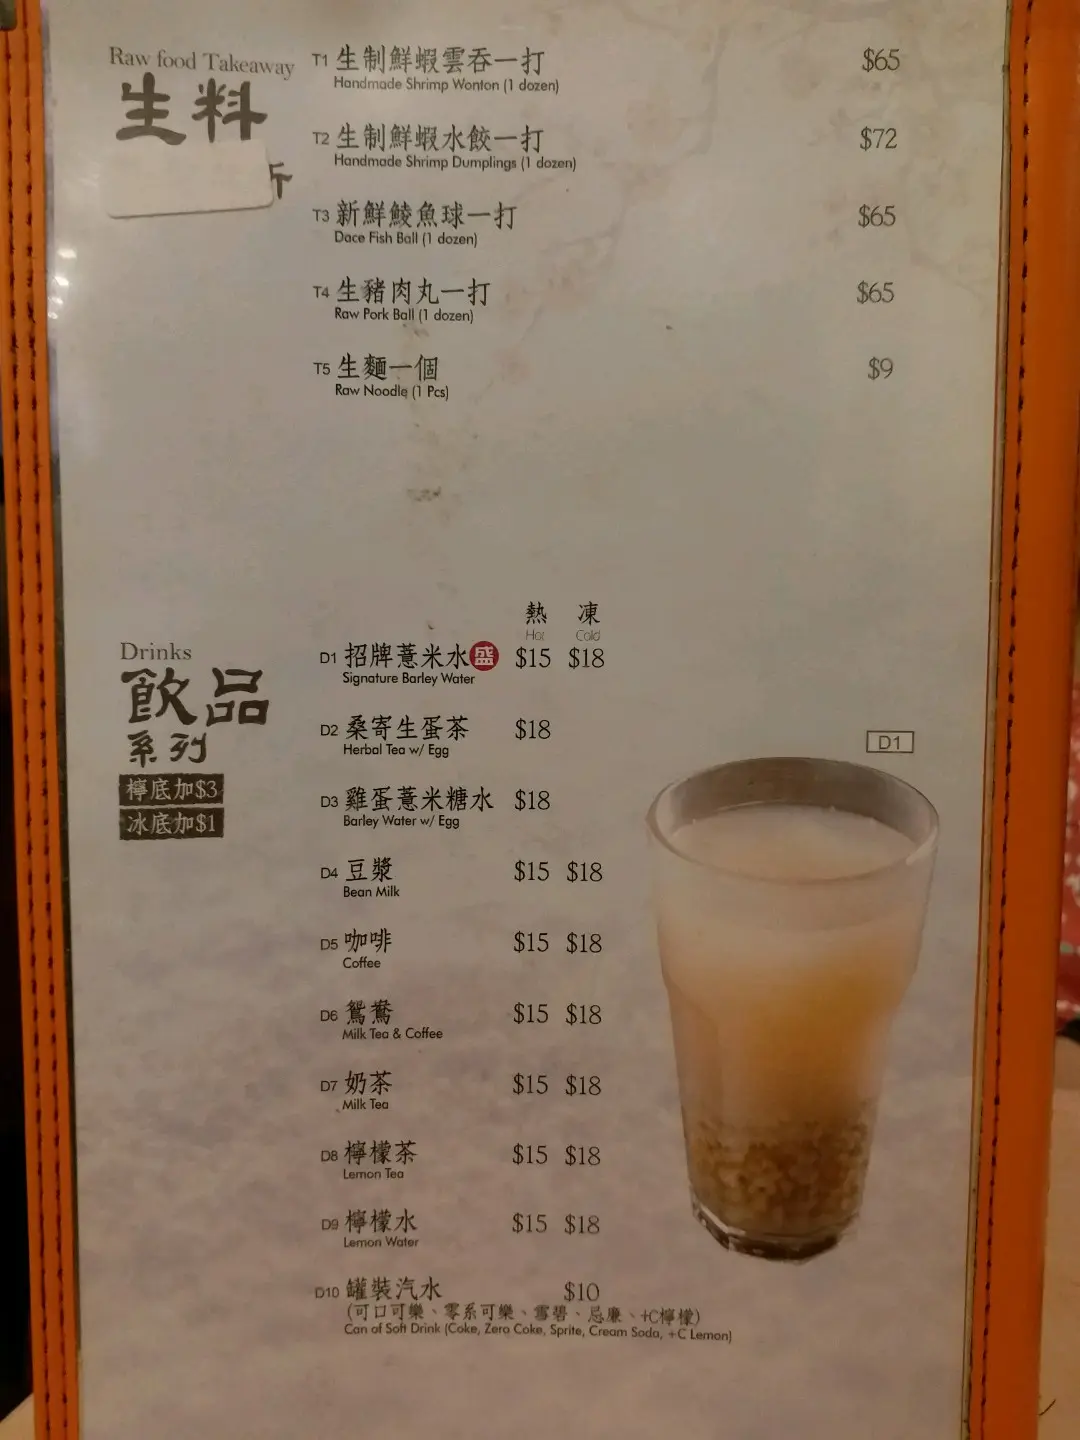 Raw food Takeaway
生料
T1 生制鮮蝦雲吞一打 $65
Handmade Shrimp Wonton (1 dozen)
T2 生制鮮蝦水餃一打 $72
Handmade Shrimp Dumplings (1 dozen)
T3 新鮮鯪魚球一打 $65
Dace Fish Ball (1 dozen)
T4 生豬肉丸一打 $65
Raw Pork Ball (1 dozen)
T5 生麵一個 $9
Raw Noodle (1 Pcs)
Drinks
飲品
系列
檸底加$3
冰底加$1
熱 凍
Hot Cold
D1 招牌薏米水 盛 $15 $18
Signature Barley Water
D2 桑寄生蛋茶 $18
Herbal Tea w/ Egg
D3 雞蛋薏米糖水 $18
Barley Water w/ Egg
D4 豆漿 $15 $18
Bean Milk
D5 咖啡 $15 $18
Coffee
D6 鴛鴦 $15 $18
Milk Tea & Coffee
D7 奶茶 $15 $18
Milk Tea
D8 檸檬茶 $15 $18
Lemon Tea
D9 檸檬水 $15 $18
Lemon Water
D10 罐裝汽水 $10
(可口可樂、零系可樂、雪碧、忌廉、+C檸檬)
Can of Soft Drink (Coke, Zero Coke, Sprite, Cream Soda, +C Lemon)
D1